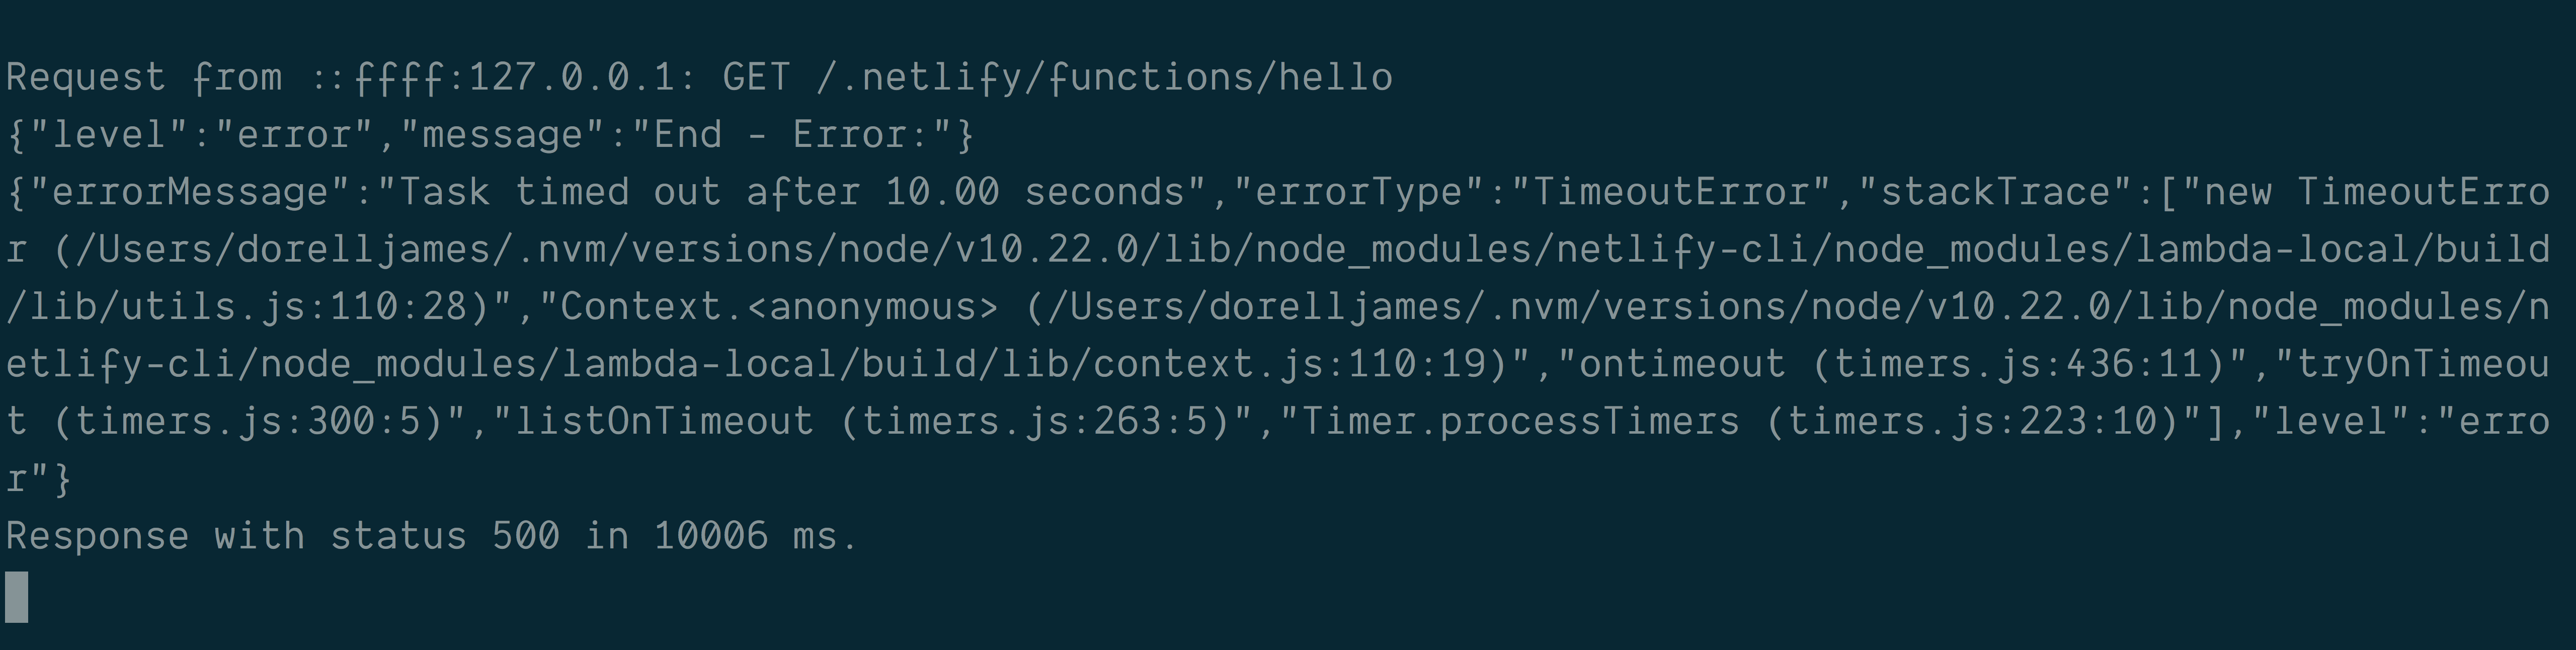 Request from ::ffff:127.0.0.1: GET /.netlify/functions/hello
{"level":"error","message":"End - Error:"}
{"errorMessage":"Task timed out after 10.00 seconds","errorType":"TimeoutError","stackTrace":["new TimeoutErro
r (/Users/dorelljames/.nvm/versions/node/v10.22.0/lib/node_modules/netlify-cli/node_modules/lambda-local/build
/lib/utils.js:110:28)","Context.<anonymous> (/Users/dorelljames/.nvm/versions/node/v10.22.0/lib/node_modules/n
etlify-cli/node_modules/lambda-local/build/lib/context.js:110:19)","ontimeout (timers.js:436:11)","tryOnTimeou
t (timers.js:300:5)","listOnTimeout (timers.js:263:5)","Timer.processTimers (timers.js:223:10)"],"level":"erro
r"}
Response with status 500 in 10006 ms.